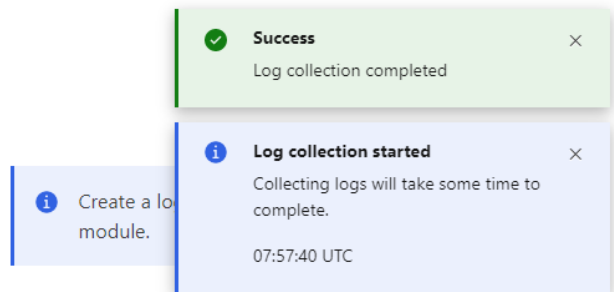 Success
Log collection completed
Log collection started
Collecting logs will take some time to
complete.
07:57:40 UTC
Create a
module.